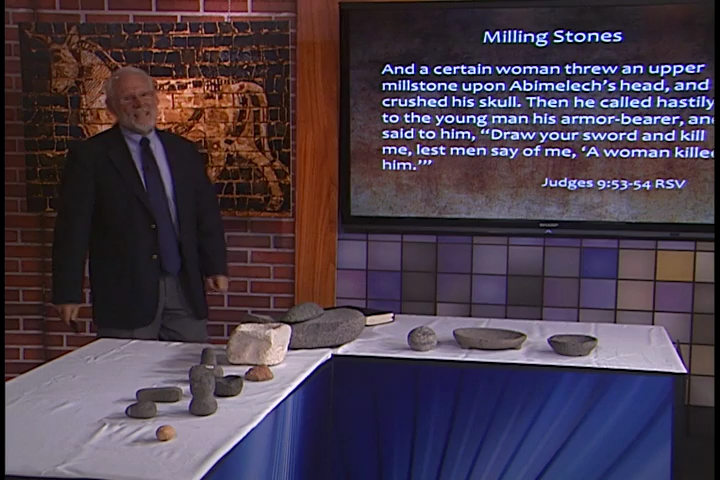 Milling Stones
And a certain woman threw an upper
millstone upon Abimelech's head, and
crushed his skull. Then he called hastily
to the young man his armor-bearer, and
said to him, "Draw your sword and kill
me, lest men say of me, 'A woman killed
him.'"
Judges 9:53-54 RSV
SHARP